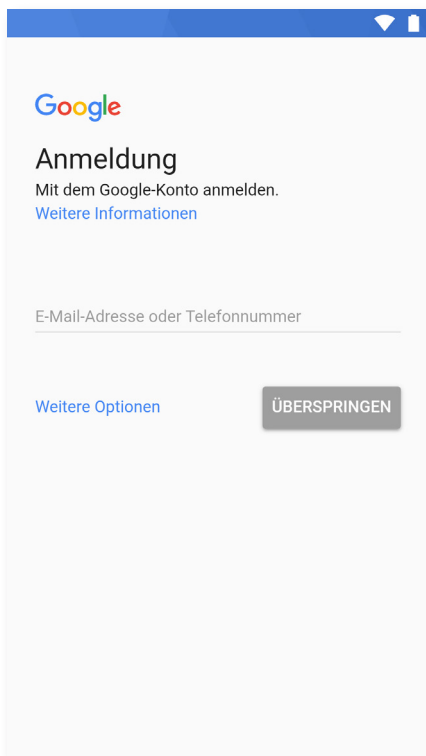 Google
Anmeldung
Mit dem Google-Konto anmelden.
Weitere Informationen
E-Mail-Adresse oder Telefonnummer
Weitere Optionen
ÜBERSPRINGEN